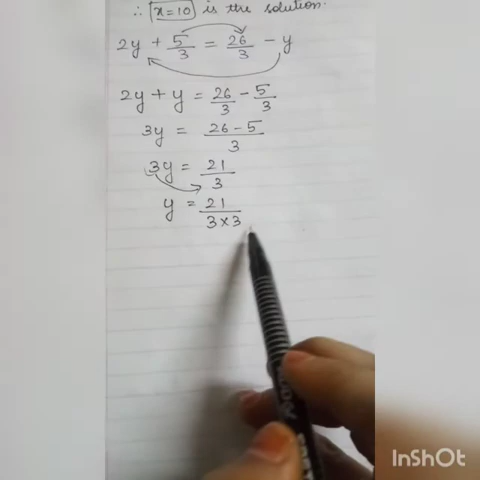 ∴ x=10 is the solution.
2y + 5/3 = 26/3 - y
2y + y = 26/3 - 5/3
3y = 26-5/3
3y = 21/3
y = 21/3×3
InShOt